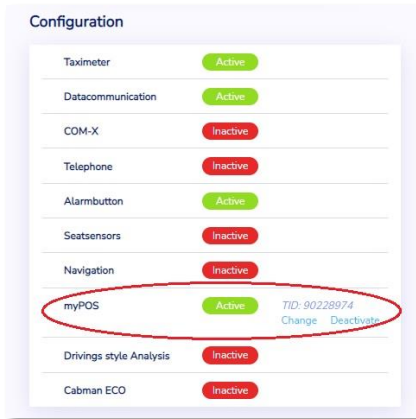 Configuration
Taximeter Active
Datacommunication Active
COM-X Inactive
Telephone Inactive
Alarmbutton Active
Seatsensors Inactive
Navigation Inactive
myPOS Active TID: 90228974
Change Deactivate
Drivings style Analysis Inactive
Cabman ECO Inactive